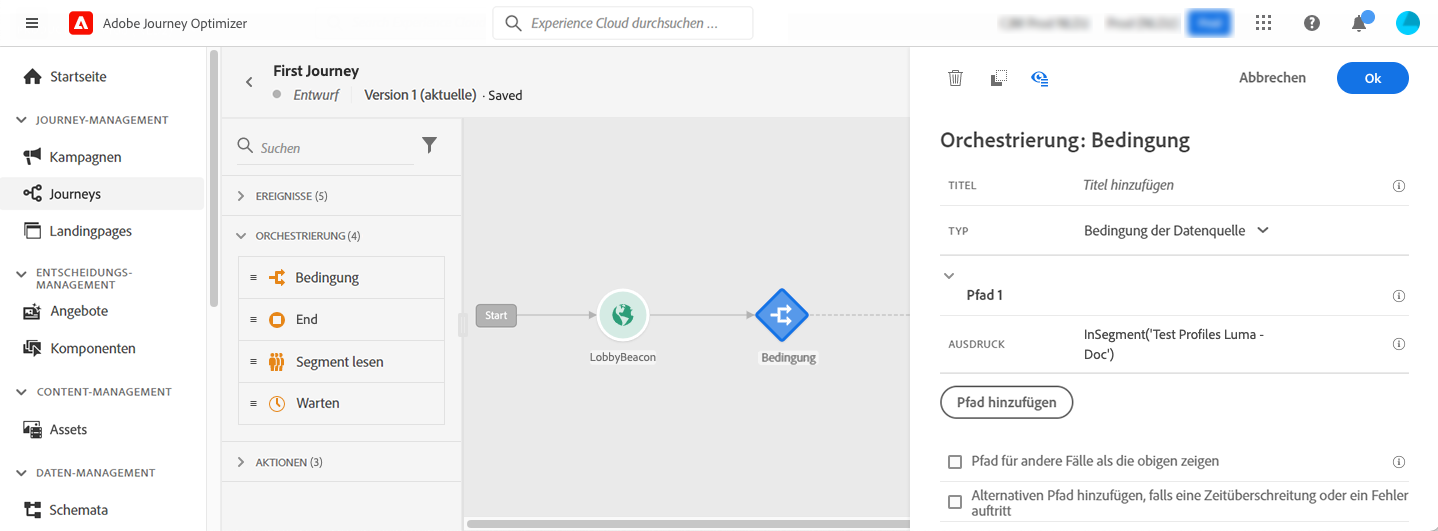 Adobe Journey Optimizer
Experience Cloud durchsuchen ...
Startseite
JOURNEY-MANAGEMENT
Kampagnen
Journeys
Landingpages
ENTSCHEIDUNGS-
MANAGEMENT
Angebote
Komponenten
CONTENT-MANAGEMENT
Assets
DATEN-MANAGEMENT
Schemata
First Journey
Entwurf Version 1 (aktuelle) · Saved
Suchen
EREIGNISSE (5)
ORCHESTRIERUNG (4)
Bedingung
End
Segment lesen
Warten
AKTIONEN (3)
Start
LobbyBeacon
Bedingung
Abbrechen Ok
Orchestrierung: Bedingung
TITEL Titel hinzufügen
TYP Bedingung der Datenquelle
Pfad 1
AUSDRUCK InSegment('Test Profiles Luma -
Doc')
Pfad hinzufügen
Pfad für andere Fälle als die obigen zeigen
Alternativen Pfad hinzufügen, falls eine Zeitüberschreitung oder ein Fehler
auftritt